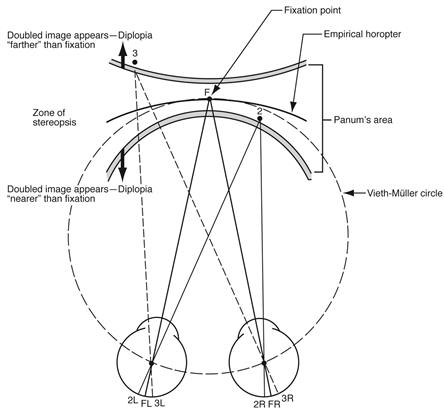 Fixation point
Doubled image appears—Diplopia
"farther" than fixation
3
Empirical horopter
F
Zone of
stereopsis
2
Panum's area
Doubled image appears—Diplopia
"nearer" than fixation
Vieth-Müller circle
2L FL 3L
2R FR 3R